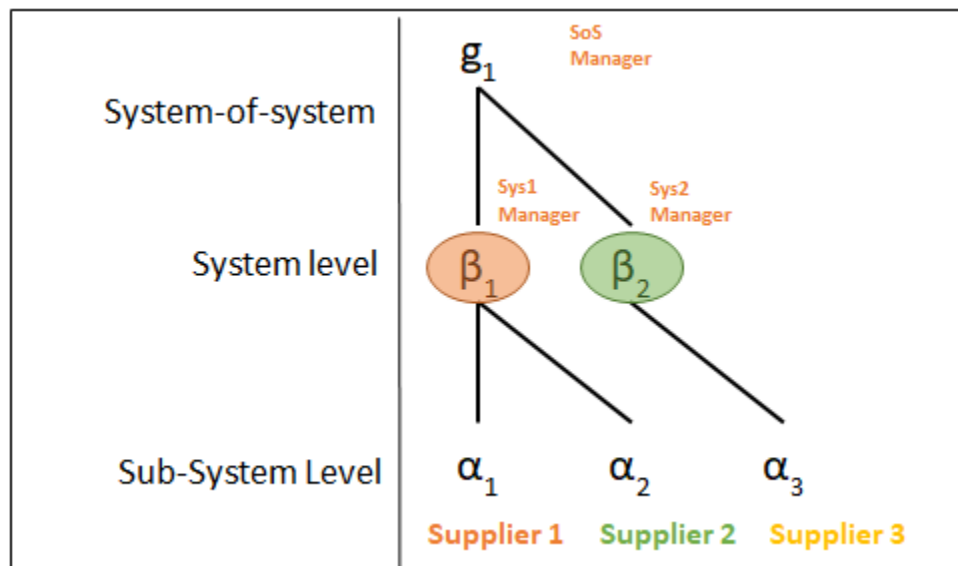 SoS
Manager
g₁
System-of-system
Sys1
Manager
Sys2
Manager
System level
β₁
β₂
Sub-System Level
α₁
α₂
α₃
Supplier 1
Supplier 2
Supplier 3